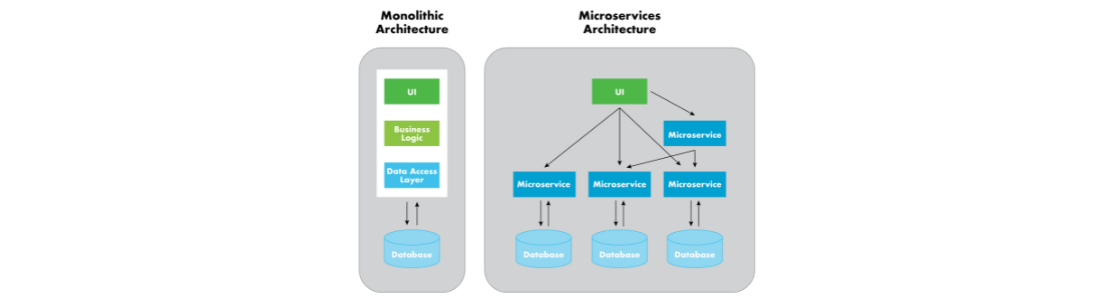 Monolithic
Architecture
UI
Business
Logic
Data Access
Layer
Database
Microservices
Architecture
UI
Microservice
Microservice
Microservice
Microservice
Database
Database
Database